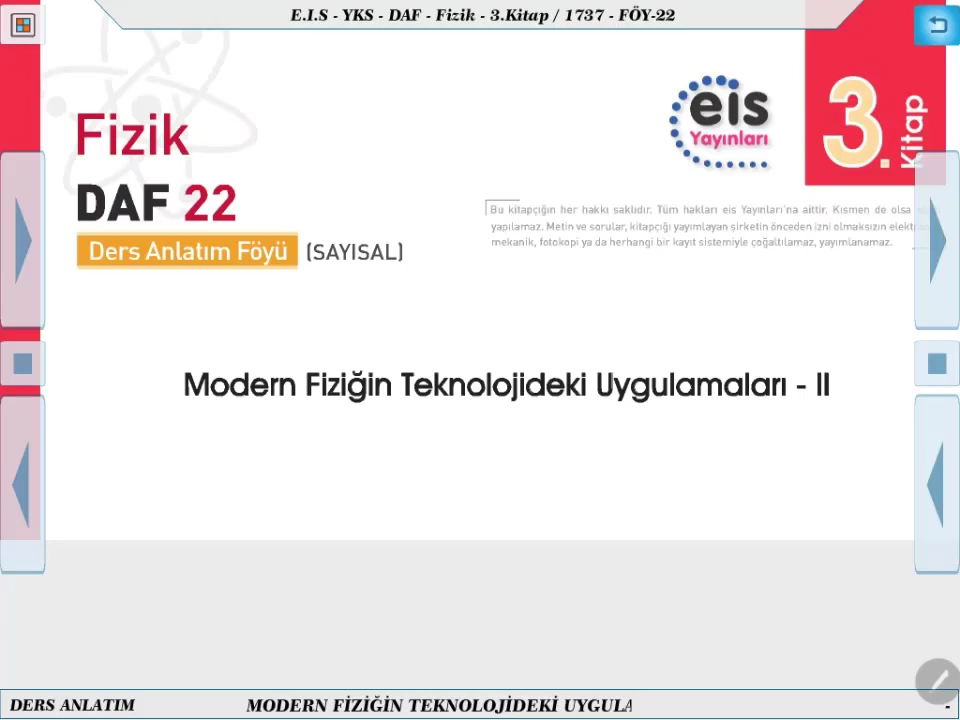 E.I.S - YKS - DAF - Fizik - 3.Kitap / 1737 - FÖY-22
eis
Yayınları
3.
Kitap
Fizik
DAF 22
Ders Anlatım Föyü (SAYISAL)
Bu kitapçığın her hakkı saklıdır. Tüm hakları eis Yayınları'na aittir. Kısmen de olsa
yapılamaz. Metin ve sorular, kitapçığı yayımlayan şirketin önceden izni olmaksızın
mekanik, fotokopi ya da herhangi bir kayıt sistemiyle çoğaltılamaz, yayımlanamaz.
Modern Fiziğin Teknolojideki Uygulamaları - II
DERS ANLATIM MODERN FİZİĞİN TEKNOLOJİDEKİ UYGULA -